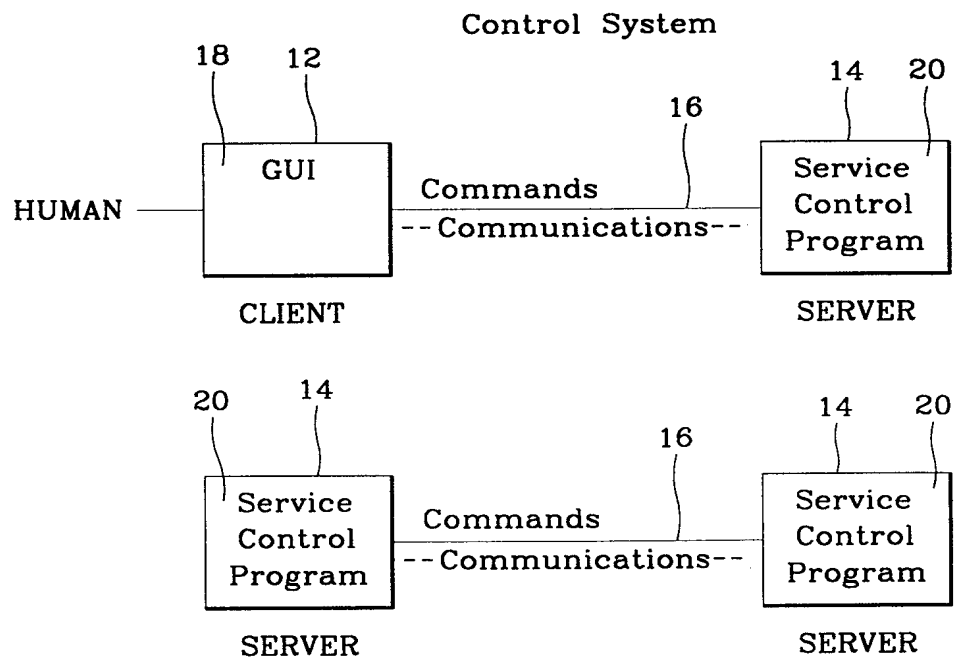 Control System
18 12 14 20
16
GUI
Service
Control
Program
HUMAN
Commands
--Communications--
CLIENT
SERVER
20 14 14 20
16
Service
Control
Program
Commands
--Communications--
Service
Control
Program
SERVER
SERVER